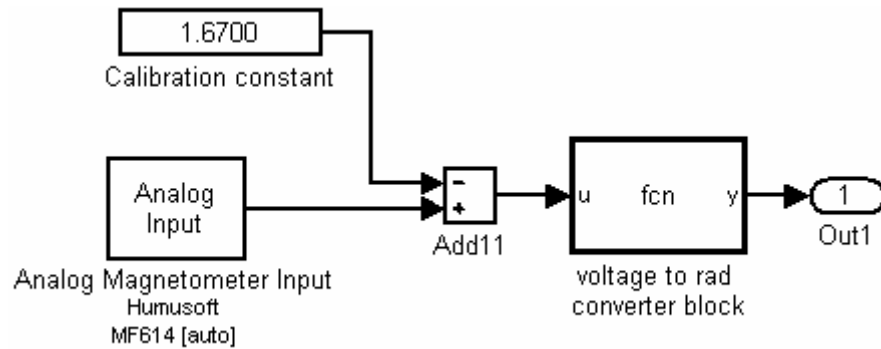 1.6700
Calibration constant
Analog
Input
Analog Magnetometer Input
Humusoft
MF614 [auto]
-
+
Add11
u
fcn
y
voltage to rad
converter block
1
Out1